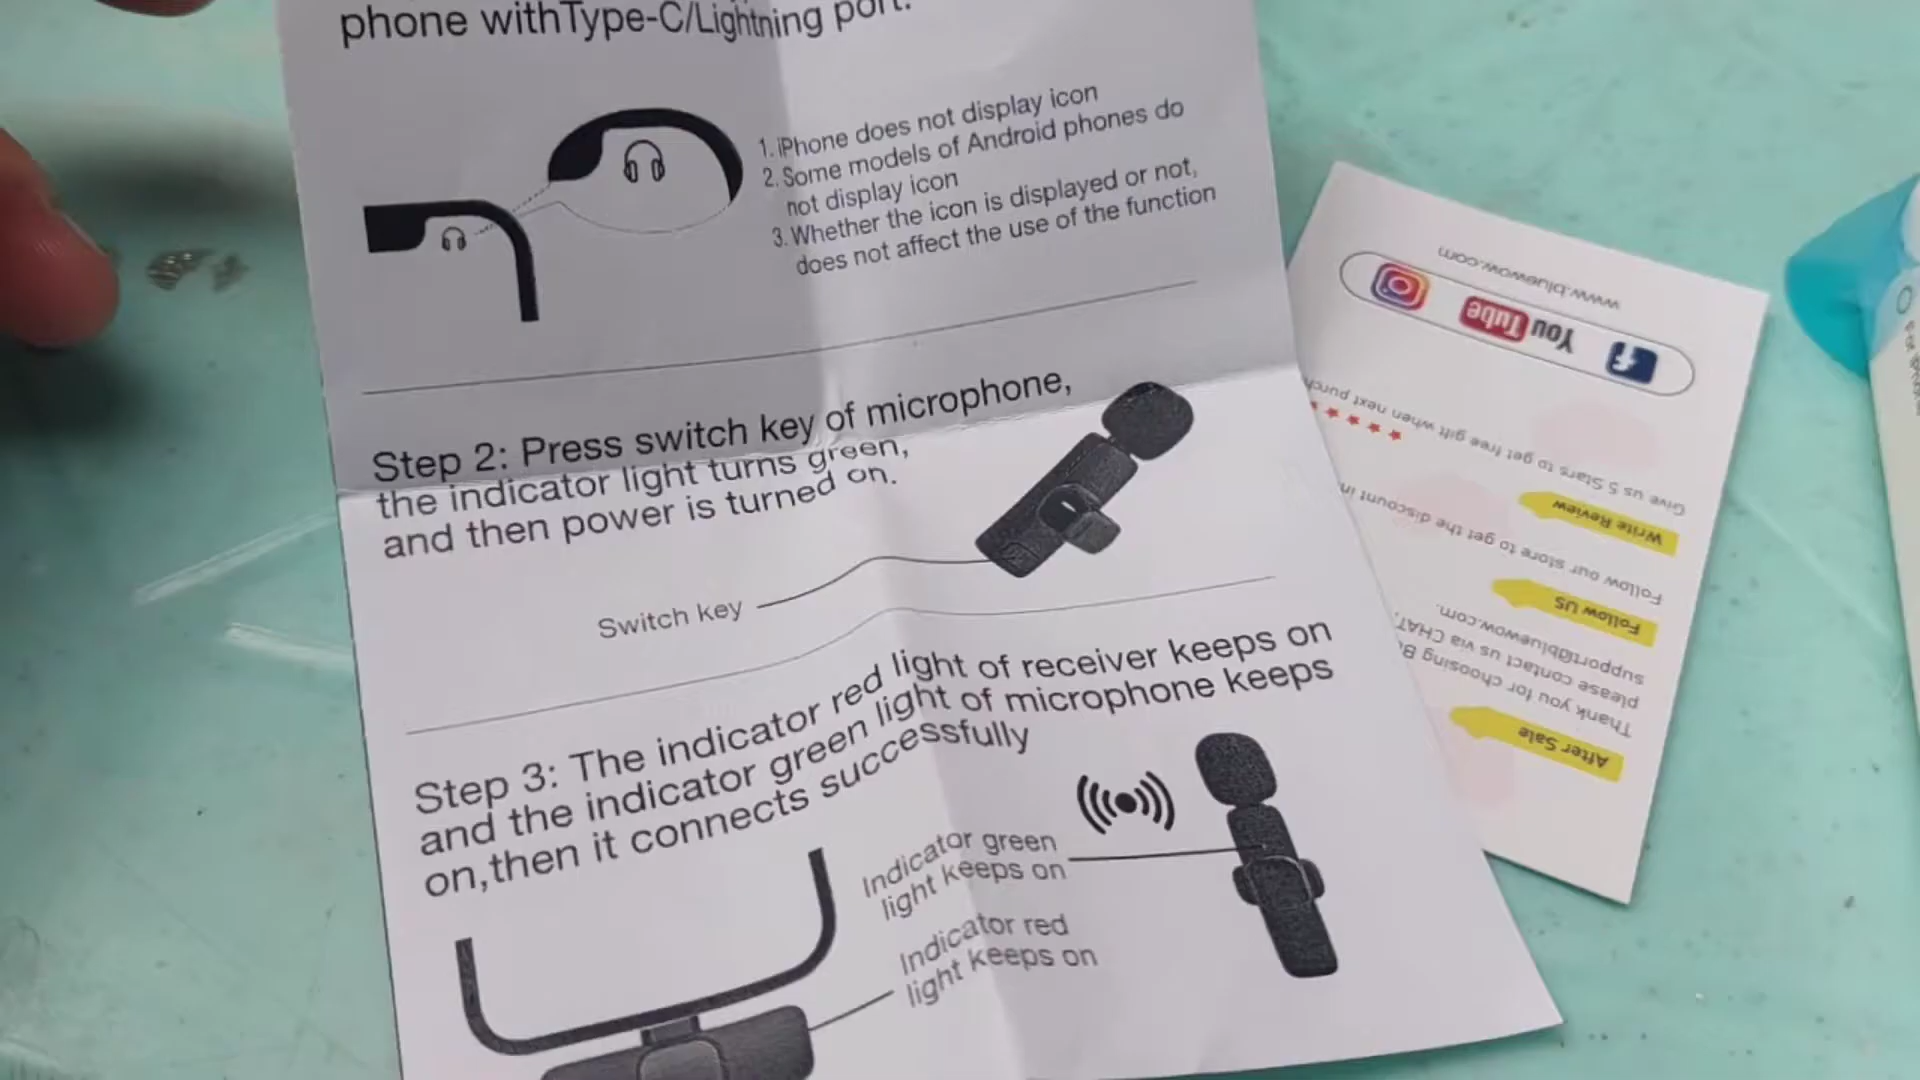 phone withType-C/Lightning port.
1.iPhone does not display icon
2.Some models of Android phones do
not display icon
3.Whether the icon is displayed or not,
does not affect the use of the function
Step 2: Press switch key of microphone,
the indicator light turns green,
and then power is turned on.
Switch key
Step 3: The indicator red light of receiver keeps on
and the indicator green light of microphone keeps
on,then it connects successfully
Indicator green
light keeps on
Indicator red
light keeps on
After Sale
Thank you for choosing
please contact us via CHAT,
support@bluewow.com.
Follow US
Follow our store to get the discount in
Write Review
Give us 5 Stars to get free gift when next
YouTube
www.bluewow.com